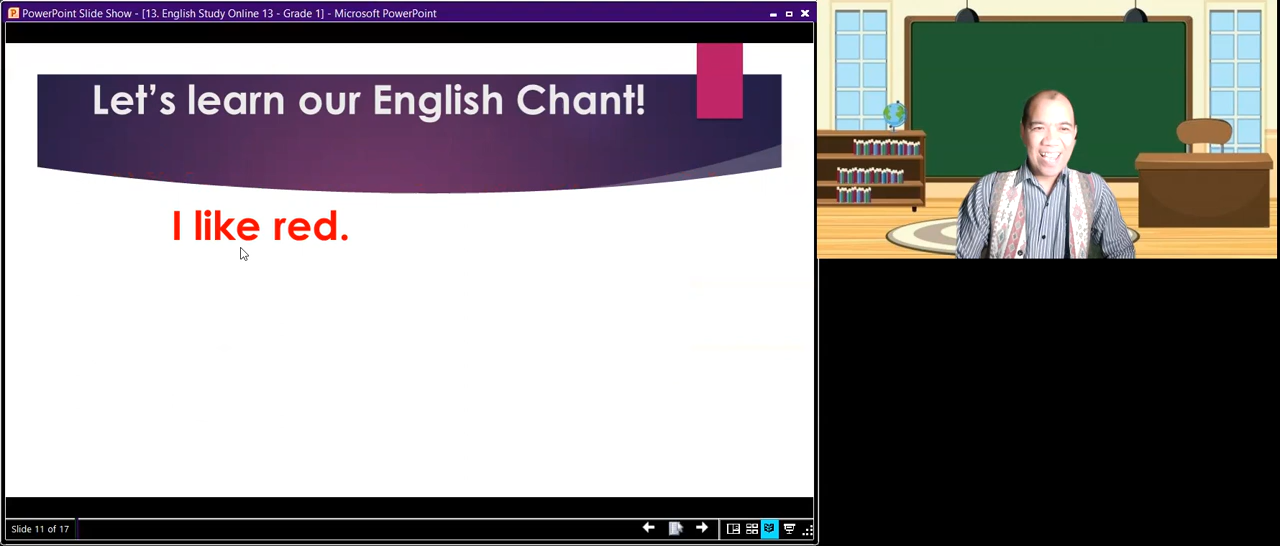 PowerPoint Slide Show - [13. English Study Online 13 - Grade 1] - Microsoft PowerPoint
Let's learn our English Chant!
I like red.
Slide 11 of 17